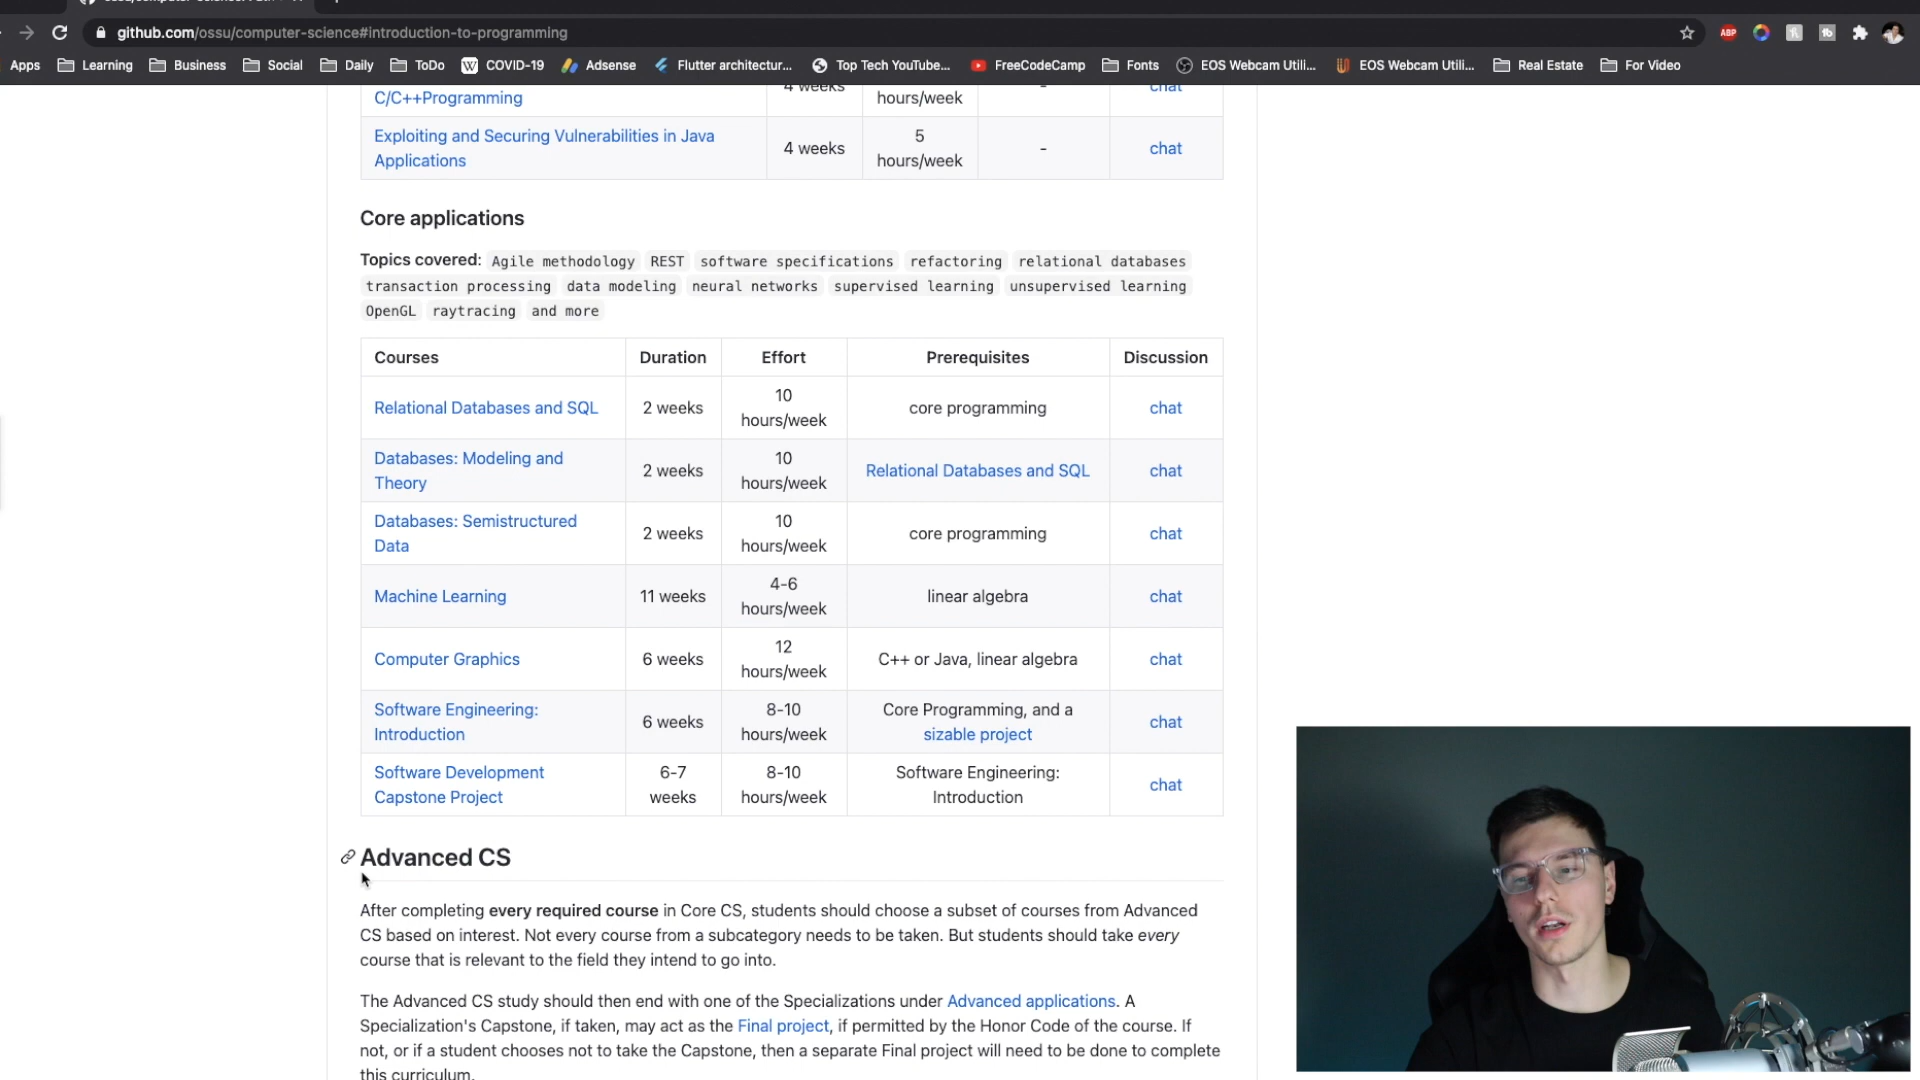 github.com/ossu/computer-science#introduction-to-programming
ABP
Apps Learning Business Social Daily ToDo W COVID-19 Adsense Flutter architectur... Top Tech YouTube... FreeCodeCamp Fonts EOS Webcam Utili... EOS Webcam Utili... Real Estate For Video
C/C++Programming 4 weeks hours/week - chat
Exploiting and Securing Vulnerabilities in Java
Applications
4 weeks
5
hours/week
-
chat
Core applications
Topics covered: Agile methodology REST software specifications refactoring relational databases
transaction processing data modeling neural networks supervised learning unsupervised learning
OpenGL raytracing and more
Courses Duration Effort Prerequisites Discussion
Relational Databases and SQL
2 weeks
10
hours/week
core programming
chat
Databases: Modeling and
Theory
2 weeks
10
hours/week
Relational Databases and SQL
chat
Databases: Semistructured
Data
2 weeks
10
hours/week
core programming
chat
Machine Learning
11 weeks
4-6
hours/week
linear algebra
chat
Computer Graphics
6 weeks
12
hours/week
C++ or Java, linear algebra
chat
Software Engineering:
Introduction
6 weeks
8-10
hours/week
Core Programming, and a
sizable project
chat
Software Development
Capstone Project
6-7
weeks
8-10
hours/week
Software Engineering:
Introduction
chat
Advanced CS
After completing every required course in Core CS, students should choose a subset of courses from Advanced
CS based on interest. Not every course from a subcategory needs to be taken. But students should take every
course that is relevant to the field they intend to go into.
The Advanced CS study should then end with one of the Specializations under Advanced applications. A
Specialization's Capstone, if taken, may act as the Final project, if permitted by the Honor Code of the course. If
not, or if a student chooses not to take the Capstone, then a separate Final project will need to be done to complete
this curriculum.